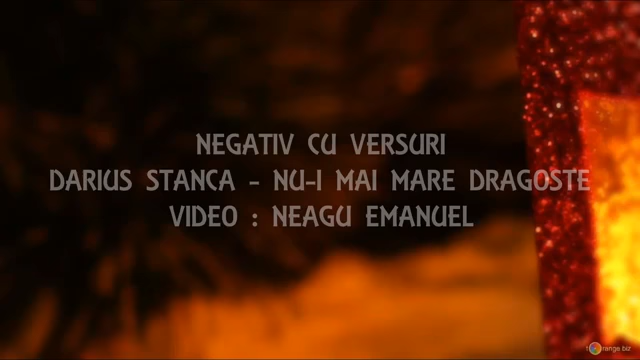 NEGATIV CU VERSURI
DARIUS STANCA - NU-I MAI MARE DRAGOSTE
VIDEO : NEAGU EMANUEL